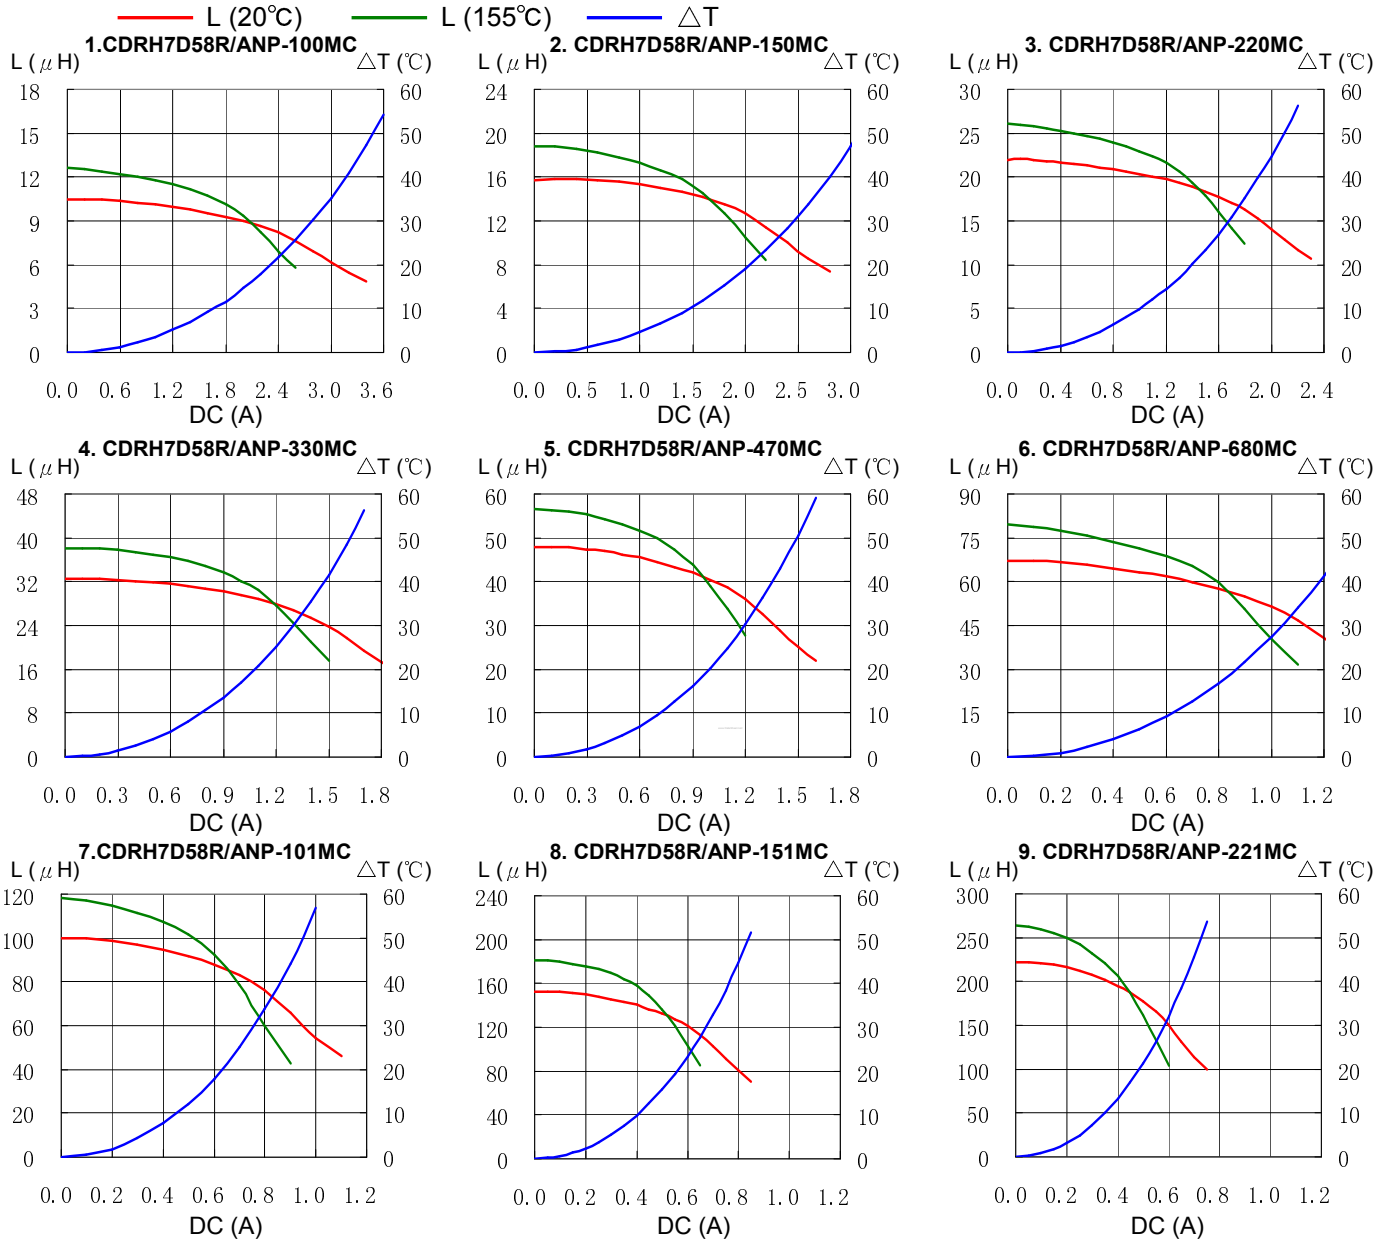 L (20℃) L (155℃) △T
1.CDRH7D58R/ANP-100MC 2. CDRH7D58R/ANP-150MC 3. CDRH7D58R/ANP-220MC
L (μH) △T (℃) L (μH) △T (℃) L (μH) △T (℃)
18 60 24 60 30 60
15 50 20 50 25 50
12 40 16 40 20 40
9 30 12 30 15 30
6 20 8 20 10 20
3 10 4 10 5 10
0 0 0 0 0 0
0.0 0.6 1.2 1.8 2.4 3.0 3.6 0.0 0.5 1.0 1.5 2.0 2.5 3.0 0.0 0.4 0.8 1.2 1.6 2.0 2.4
DC (A) DC (A) DC (A)
4. CDRH7D58R/ANP-330MC 5. CDRH7D58R/ANP-470MC 6. CDRH7D58R/ANP-680MC
L (μH) △T (℃) L (μH) △T (℃) L (μH) △T (℃)
48 60 60 60 90 60
40 50 50 50 75 50
32 40 40 40 60 40
24 30 30 30 45 30
16 20 20 20 30 20
8 10 10 10 15 10
0 0 0 0 0 0
0.0 0.3 0.6 0.9 1.2 1.5 1.8 0.0 0.3 0.6 0.9 1.2 1.5 1.8 0.0 0.2 0.4 0.6 0.8 1.0 1.2
DC (A) DC (A) DC (A)
7.CDRH7D58R/ANP-101MC 8. CDRH7D58R/ANP-151MC 9. CDRH7D58R/ANP-221MC
L (μH) △T (℃) L (μH) △T (℃) L (μH) △T (℃)
120 60 240 60 300 60
100 50 200 50 250 50
80 40 160 40 200 40
60 30 120 30 150 30
40 20 80 20 100 20
20 10 40 10 50 10
0 0 0 0 0 0
0.0 0.2 0.4 0.6 0.8 1.0 1.2 0.0 0.2 0.4 0.6 0.8 1.0 1.2 0.0 0.2 0.4 0.6 0.8 1.0 1.2
DC (A) DC (A) DC (A)